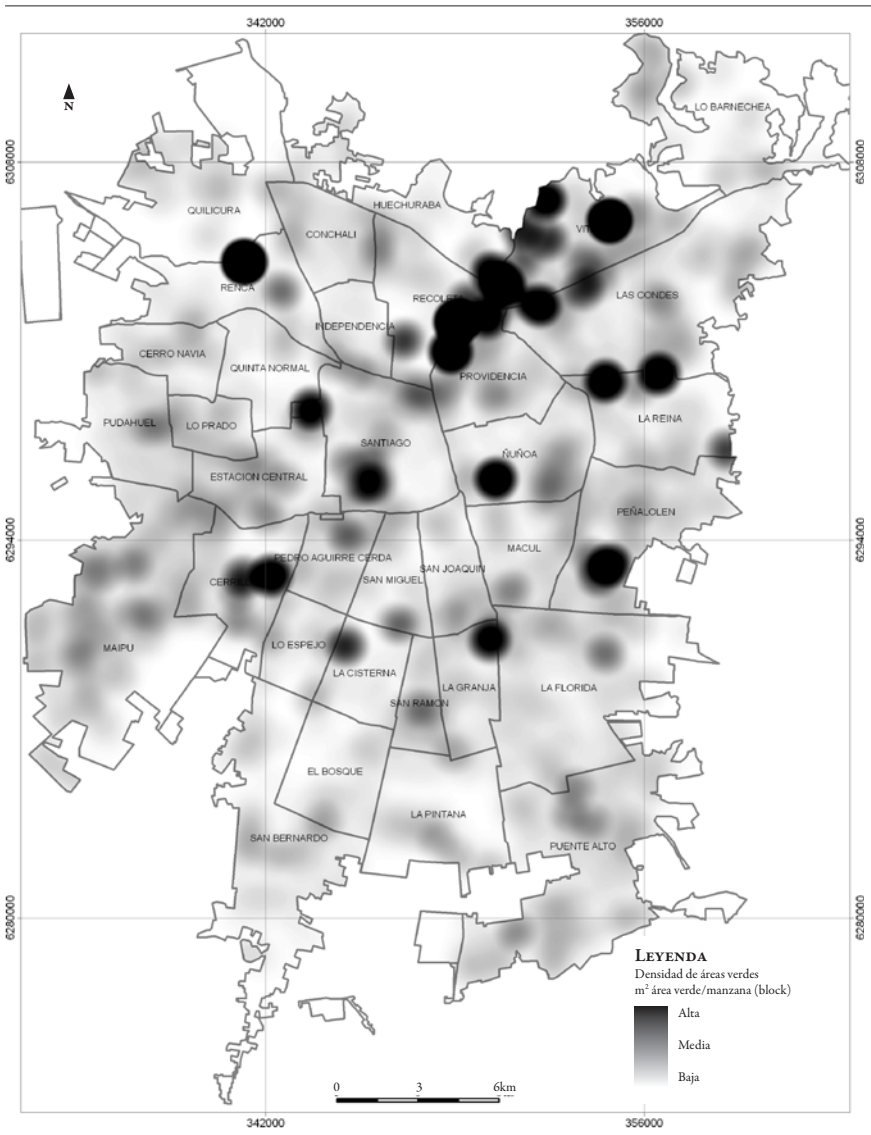 342000
356000
N
LO BARNECHEA
6308000
6308000
QUILICURA
HUECHURABA
CONCHALI
RENCA
LAS CONDES
INDEPENDENCIA
CERRO NAVIA
QUINTA NORMAL
PROVIDENCIA
PUDAHUEL
LO PRADO
LA REINA
SANTIAGO
ÑUÑOA
ESTACION CENTRAL
PEÑALOLEN
6294000
6294000
MACUL
PEDRO AGUIRRE CERDA
SAN JOAQUIN
SAN MIGUEL
MAIPU
LO ESPEJO
LA CISTERNA
LA GRANJA
LA FLORIDA
SAN RAMON
EL BOSQUE
LA PINTANA
SAN BERNARDO
PUENTE ALTO
6280000
6280000
LEYENDA
Densidad de áreas verdes
m² área verde/manzana (block)
Alta
Media
Baja
0 3 6km
342000
356000